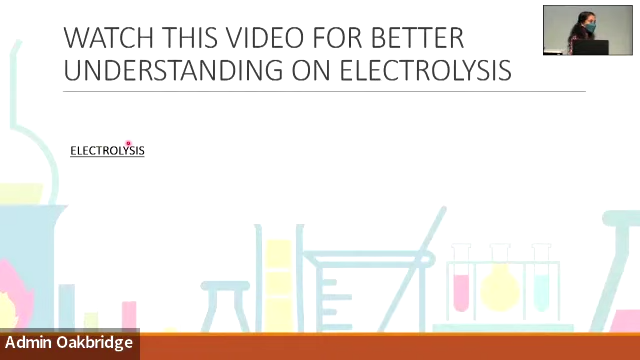 WATCH THIS VIDEO FOR BETTER
UNDERSTANDING ON ELECTROLYSIS
ELECTROLYSIS
Admin Oakbridge